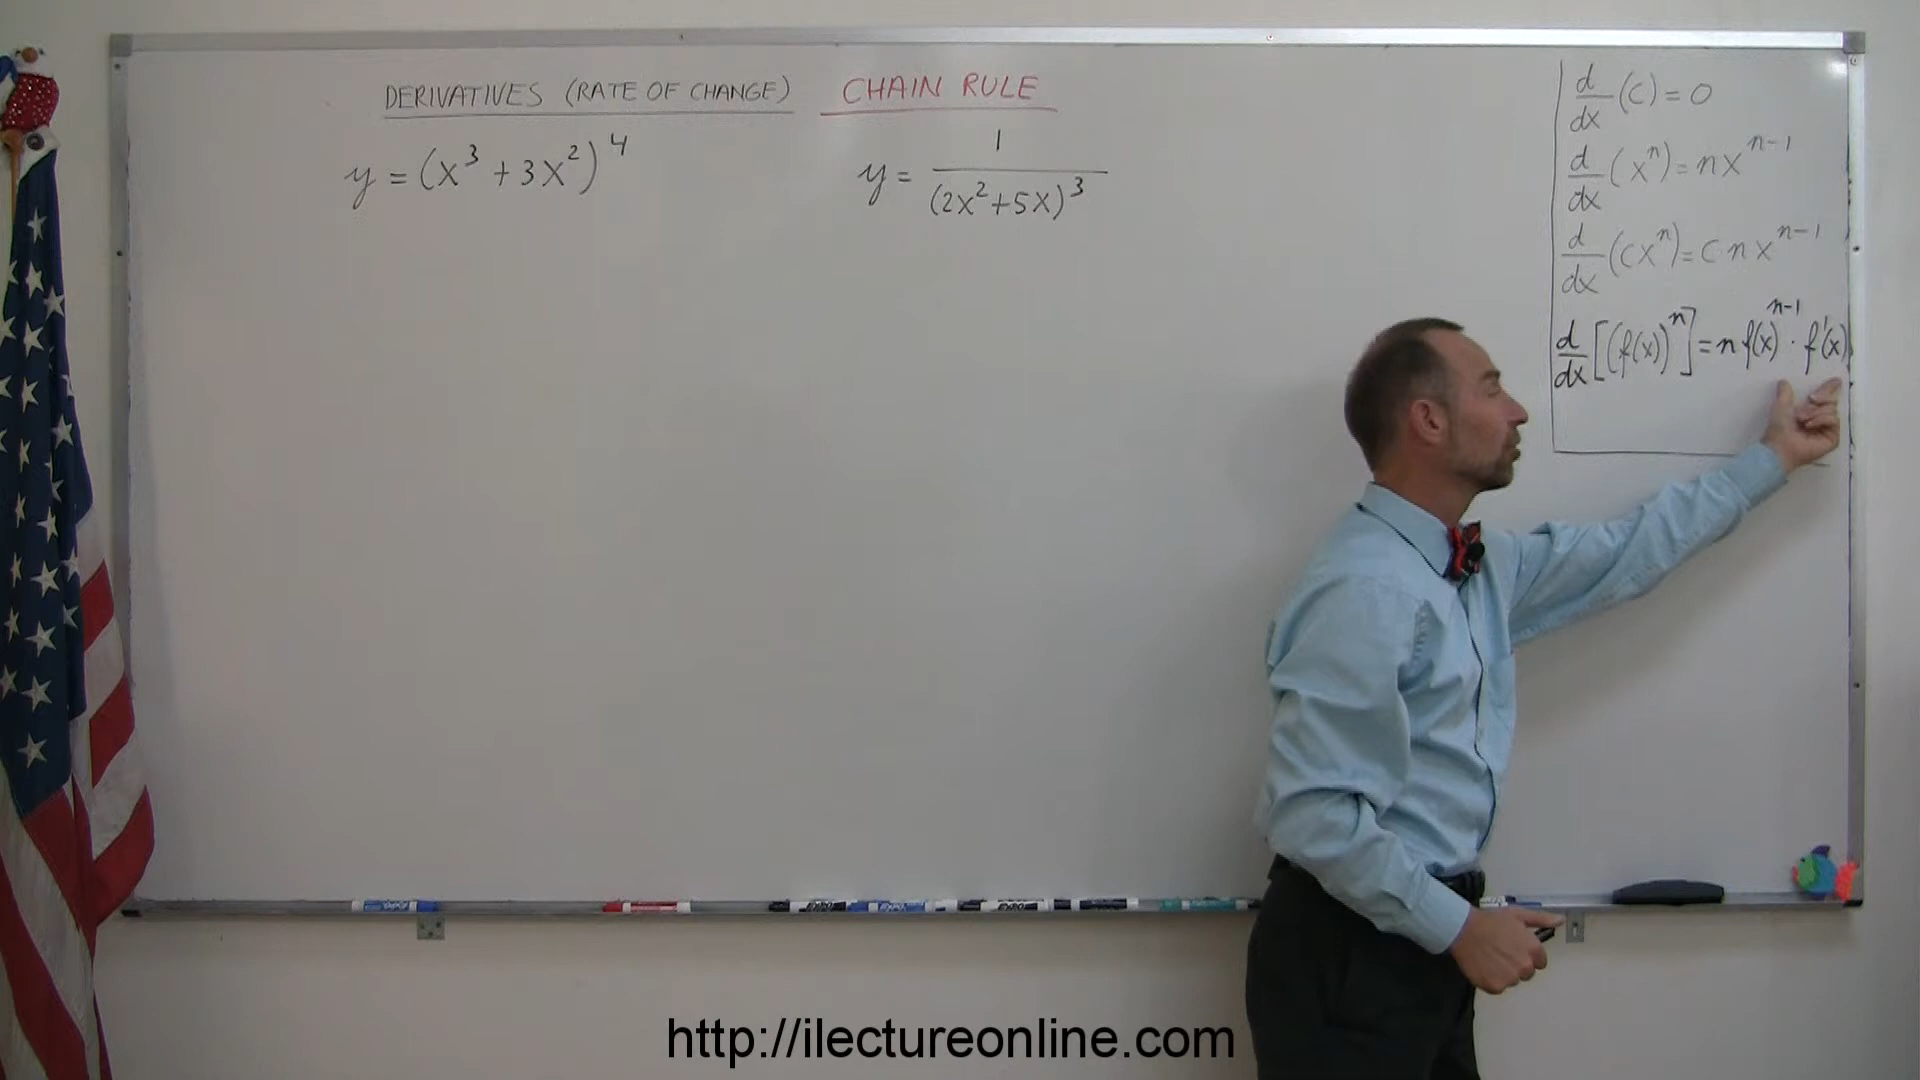 DERIVATIVES (RATE OF CHANGE) CHAIN RULE
y = (x³ + 3x²)⁴
y = 1/(2x²+5x)³
d/dx (c) = 0
d/dx (xⁿ) = nxⁿ⁻¹
d/dx (cxⁿ) = c·nxⁿ⁻¹
d/dx [(f(x))ⁿ] = n f(x)ⁿ⁻¹ · f'(x)
http://ilectureonline.com